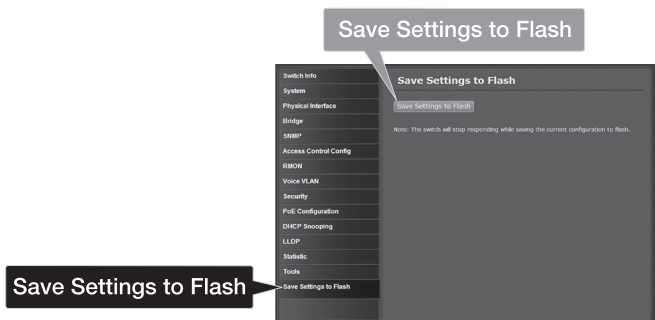 Save Settings to Flash
Switch Info
System
Physical Interface
Bridge
SNMP
Access Control Config
RMON
Voice VLAN
Security
PoE Configuration
DHCP Snooping
LLDP
Statistic
Tools
Save Settings to Flash
Save Settings to Flash
Save Settings to Flash
Note: The switch will stop responding while saving the current configuration to flash.
Save Settings to Flash